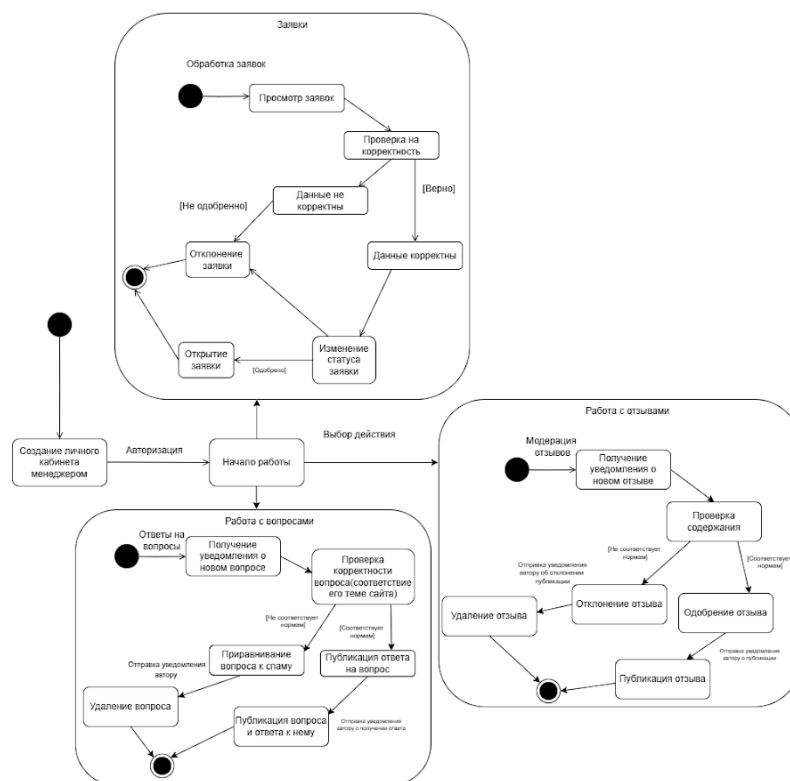 Заявки
Обработка заявок
Просмотр заявок
Проверка на
корректность
Данные не
корректны
[Не одобренно]
[Верно]
Отклонение
заявки
Данные корректны
Открытие
заявки
[Одобрено]
Изменение
статуса
заявки
Создание личного
кабинета
менеджером
Авторизация
Начало работы
Выбор действия
Работа с отзывами
Модерация
отзывов
Получение
уведомления о
новом отзыве
Проверка
содержания
[Не соответствует
нормам]
[Соответствует
нормам]
Отправка уведомления
автору об отклонении
публикации
Удаление отзыва
Отклонение отзыва
Одобрение отзыва
Отправка уведомления
автору о публикации
Публикация отзыва
Работа с вопросами
Ответы на
вопросы
Получение
уведомления о
новом вопросе
Проверка
корректности
вопроса(соответствие
его теме сайта)
[Не соответствует
нормам]
[Соответствует
нормам]
Приравнивание
вопроса к спаму
Публикация ответа
на вопрос
Отправка уведомления
автору
Удаление вопроса
Публикация вопроса
и ответа к нему
Отправка уведомления
автору о получении ответа